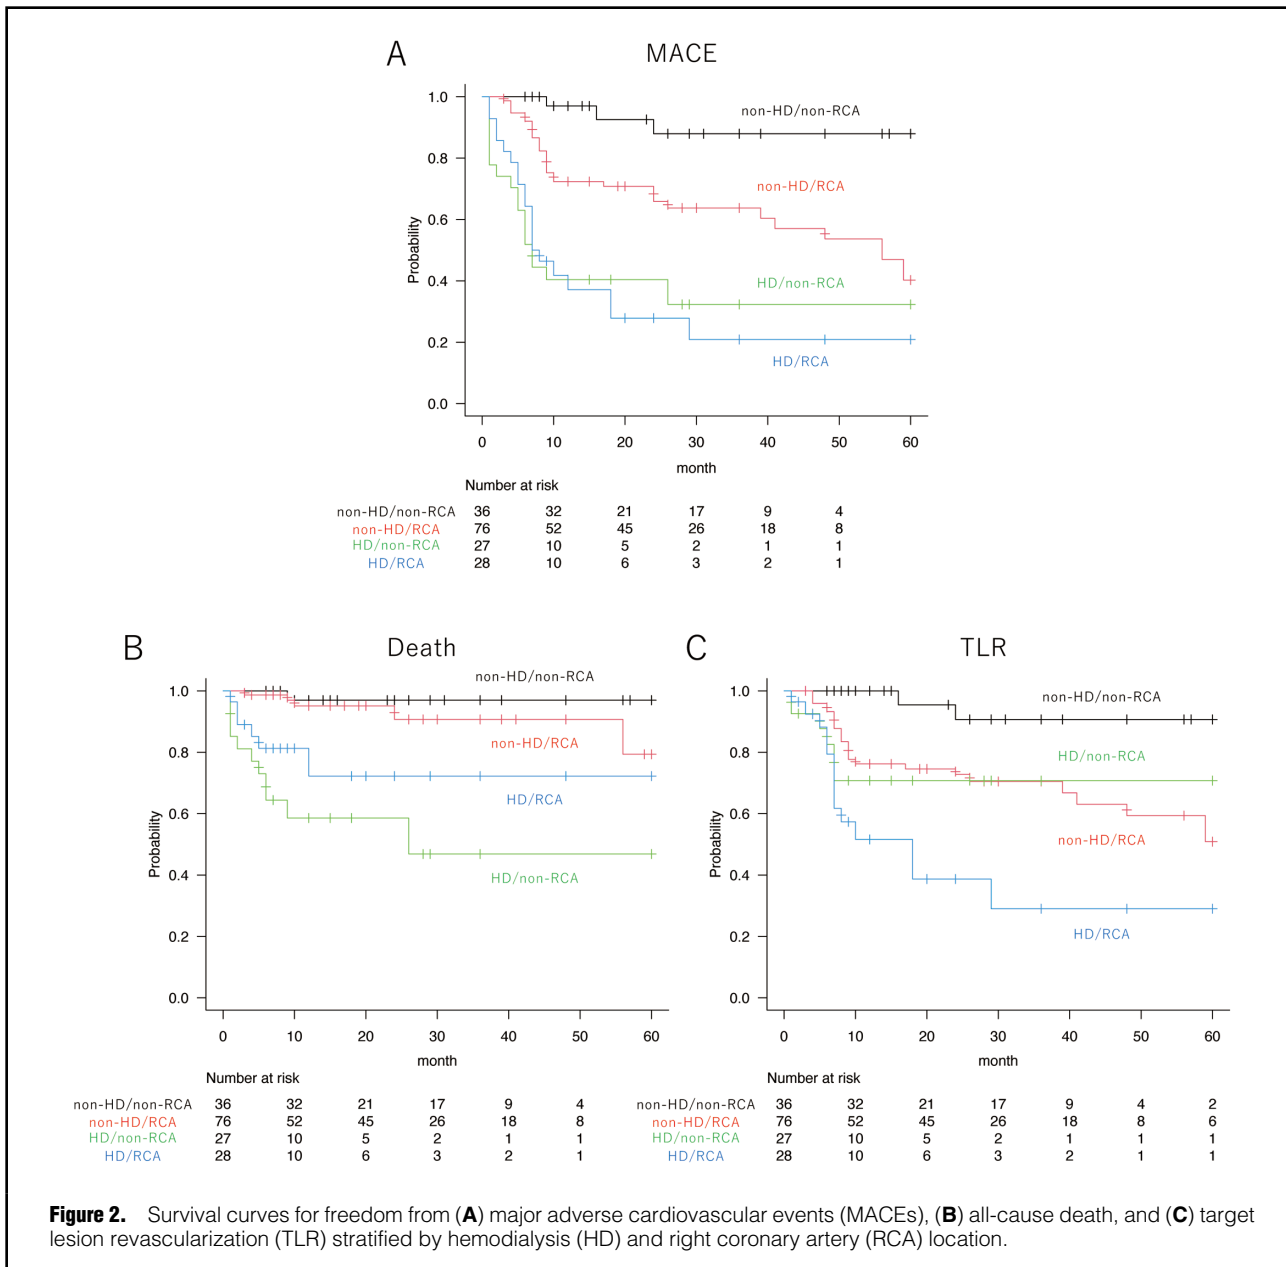 A
MACE
1.0
0.8
0.6
0.4
0.2
0.0
Probability
non-HD/non-RCA
non-HD/RCA
HD/non-RCA
HD/RCA
0 10 20 30 40 50 60
month
Number at risk
non-HD/non-RCA 36 32 21 17 9 4
non-HD/RCA 76 52 45 26 18 8
HD/non-RCA 27 10 5 2 1 1
HD/RCA 28 10 6 3 2 1
B
Death
1.0
0.8
0.6
0.4
0.2
0.0
Probability
non-HD/non-RCA
non-HD/RCA
HD/RCA
HD/non-RCA
0 10 20 30 40 50 60
month
Number at risk
non-HD/non-RCA 36 32 21 17 9 4
non-HD/RCA 76 52 45 26 18 8
HD/non-RCA 27 10 5 2 1 1
HD/RCA 28 10 6 3 2 1
C
TLR
1.0
0.8
0.6
0.4
0.2
0.0
Probability
non-HD/non-RCA
HD/non-RCA
non-HD/RCA
HD/RCA
0 10 20 30 40 50 60
month
Number at risk
non-HD/non-RCA 36 32 21 17 9 4 2
non-HD/RCA 76 52 45 26 18 8 6
HD/non-RCA 27 10 5 2 1 1 1
HD/RCA 28 10 6 3 2 1 1
Figure 2. Survival curves for freedom from (A) major adverse cardiovascular events (MACEs), (B) all-cause death, and (C) target
lesion revascularization (TLR) stratified by hemodialysis (HD) and right coronary artery (RCA) location.